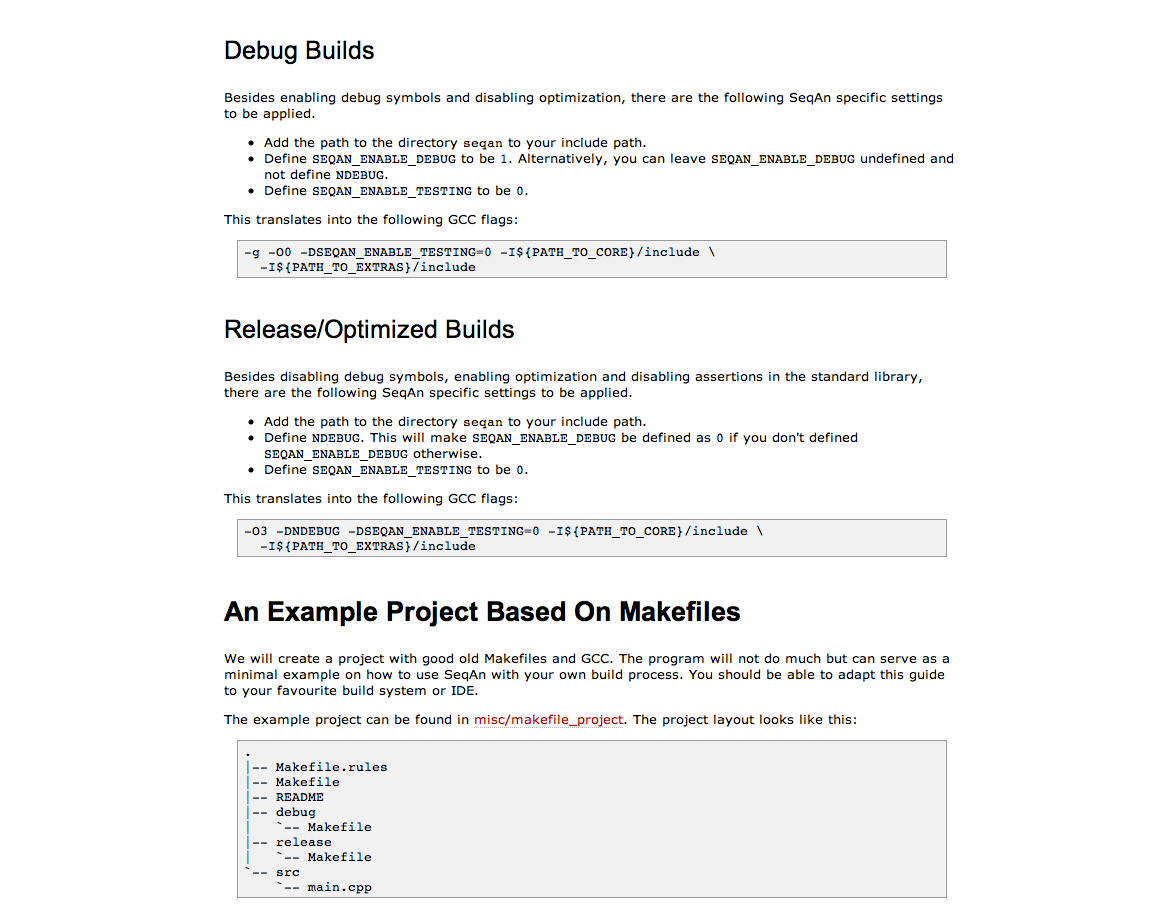 Debug Builds
Besides enabling debug symbols and disabling optimization, there are the following SeqAn specific settings
to be applied.
• Add the path to the directory seqan to your include path.
• Define SEQAN_ENABLE_DEBUG to be 1. Alternatively, you can leave SEQAN_ENABLE_DEBUG undefined and
not define NDEBUG.
• Define SEQAN_ENABLE_TESTING to be 0.
This translates into the following GCC flags:
-g -O0 -DSEQAN_ENABLE_TESTING=0 -I${PATH_TO_CORE}/include \
  -I${PATH_TO_EXTRAS}/include
Release/Optimized Builds
Besides disabling debug symbols, enabling optimization and disabling assertions in the standard library,
there are the following SeqAn specific settings to be applied.
• Add the path to the directory seqan to your include path.
• Define NDEBUG. This will make SEQAN_ENABLE_DEBUG be defined as 0 if you don't defined
SEQAN_ENABLE_DEBUG otherwise.
• Define SEQAN_ENABLE_TESTING to be 0.
This translates into the following GCC flags:
-O3 -DNDEBUG -DSEQAN_ENABLE_TESTING=0 -I${PATH_TO_CORE}/include \
  -I${PATH_TO_EXTRAS}/include
An Example Project Based On Makefiles
We will create a project with good old Makefiles and GCC. The program will not do much but can serve as a
minimal example on how to use SeqAn with your own build process. You should be able to adapt this guide
to your favourite build system or IDE.
The example project can be found in misc/makefile_project. The project layout looks like this:
.
|-- Makefile.rules
|-- Makefile
|-- README
|-- debug
|   `-- Makefile
|-- release
|   `-- Makefile
`-- src
    `-- main.cpp